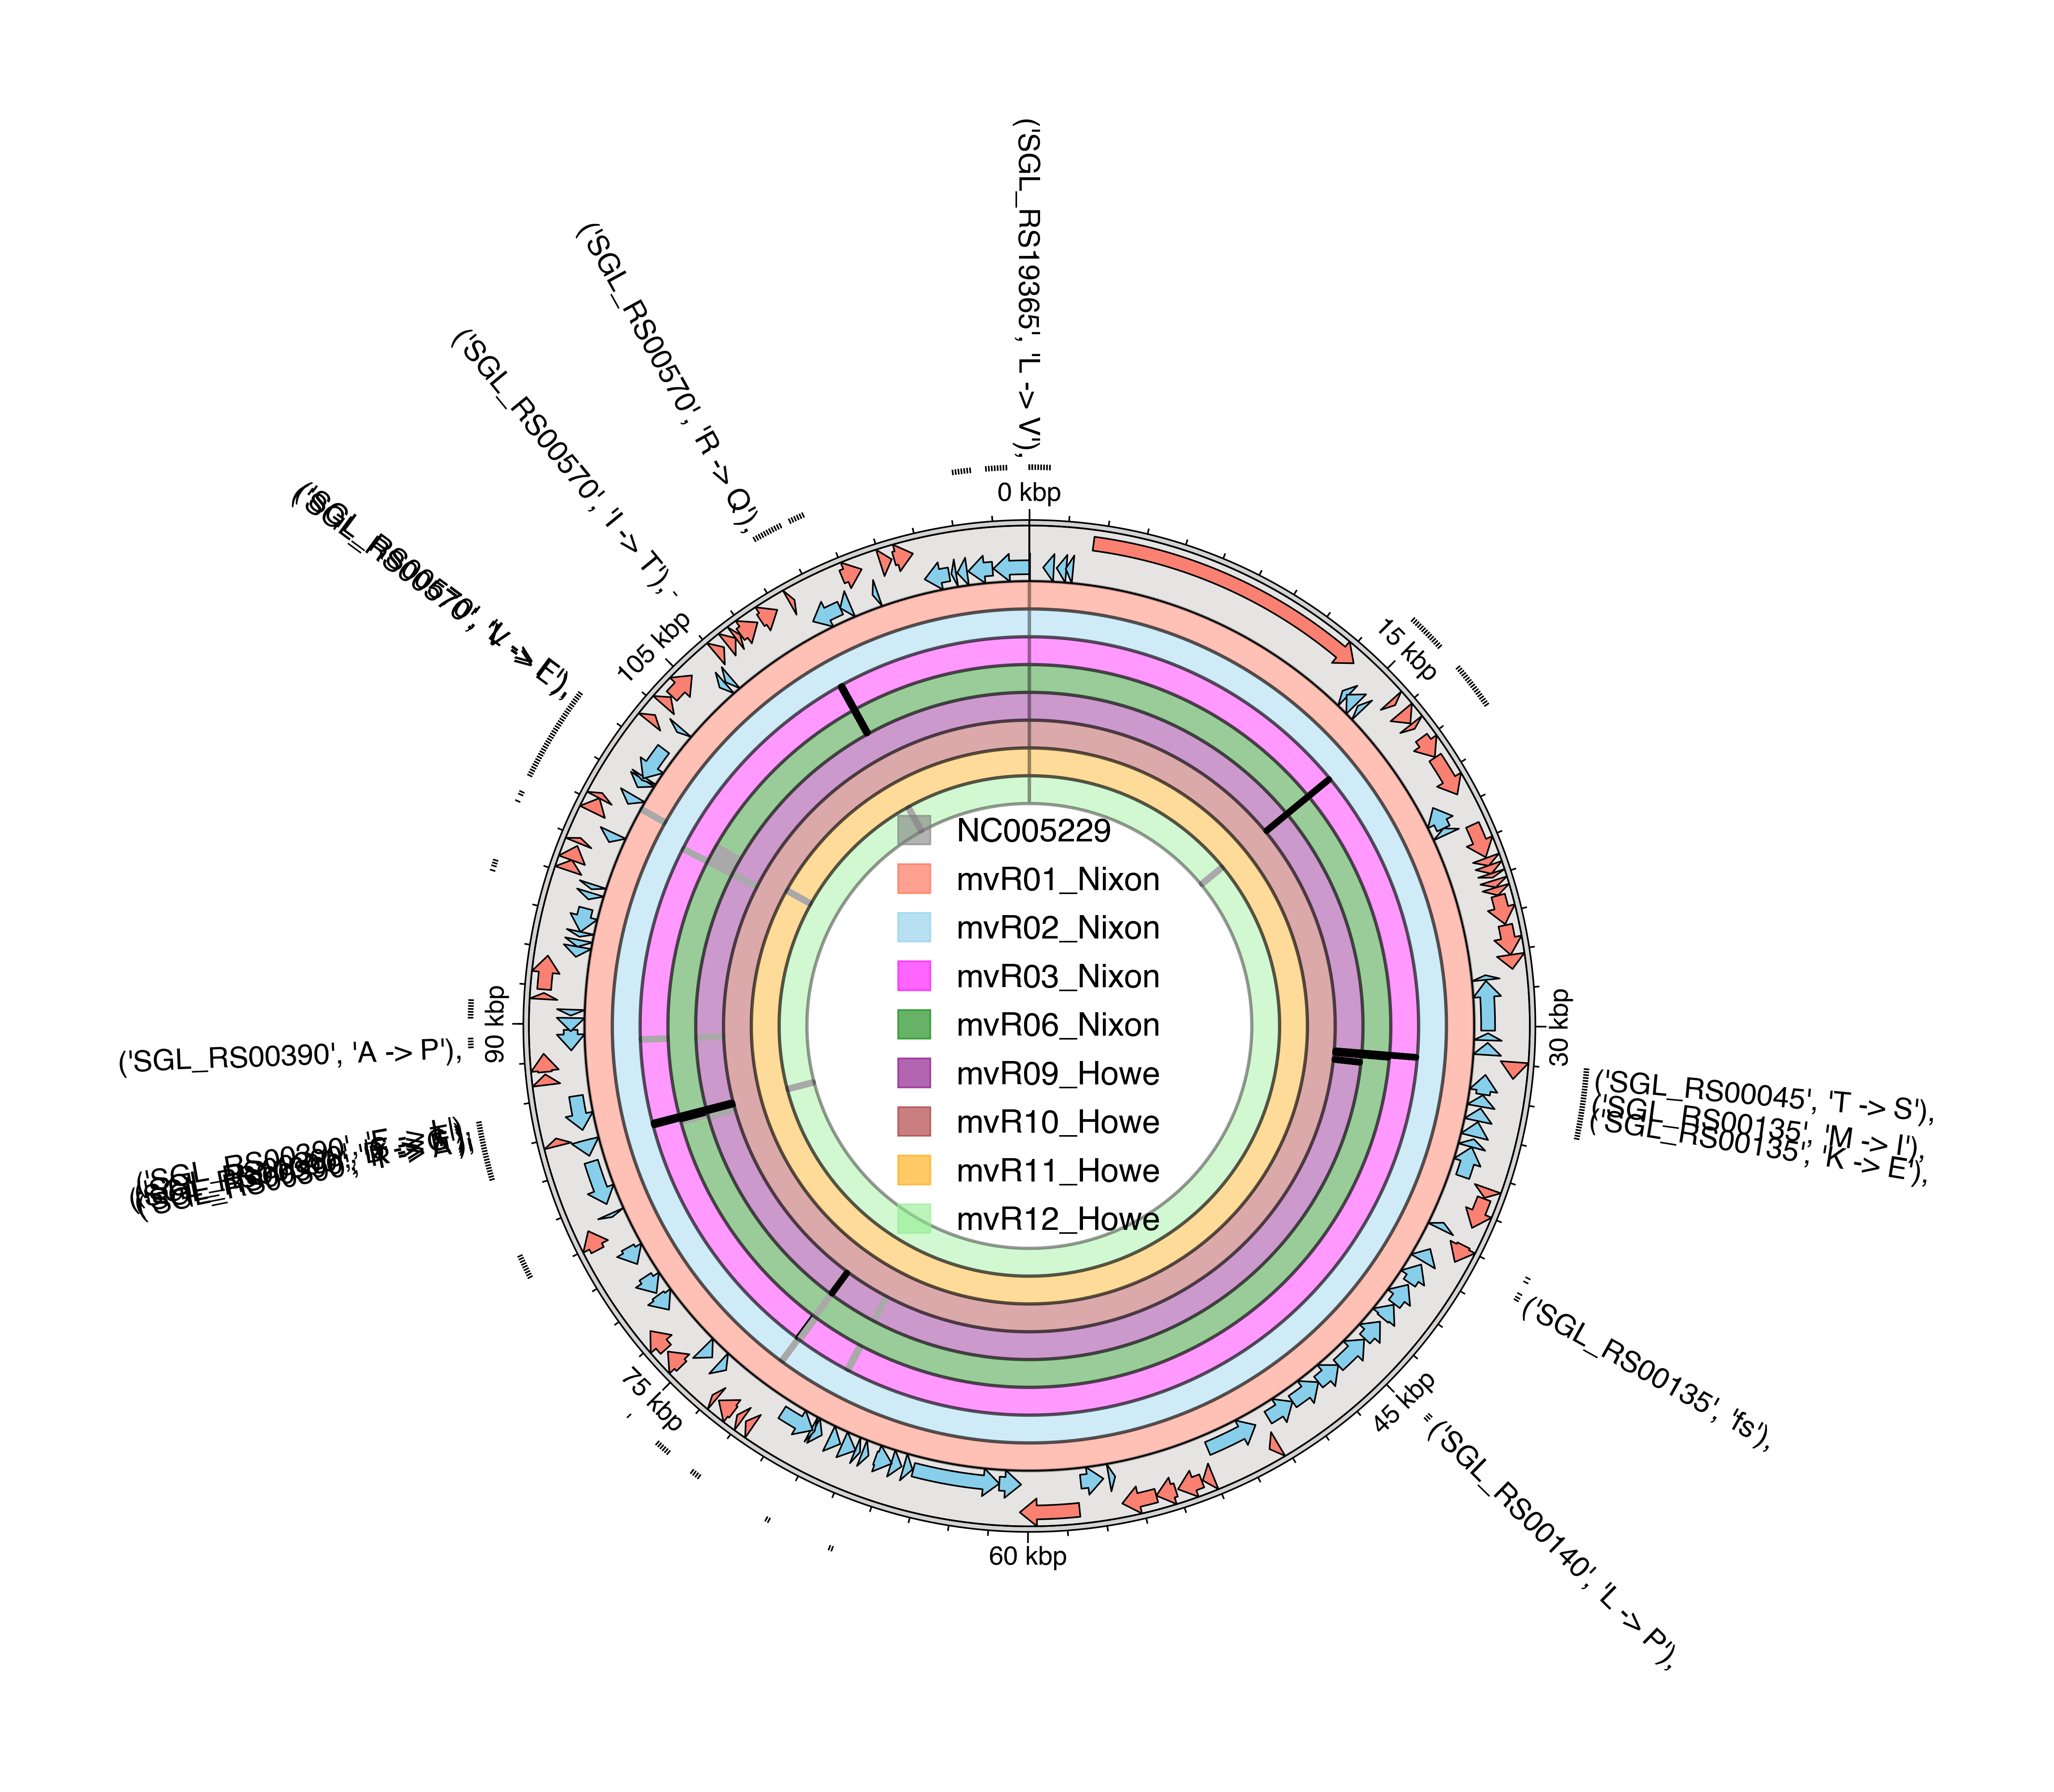 ('SGL_RS19365', 'L -> V'),
('SGL_RS00570', 'R -> Q'),
('SGL_RS00570', 'I -> T'),
0 kbp
15 kbp
105 kbp
90 kbp
30 kbp
('SGL_RS00390', 'A -> P'),
('SGL_RS00045', 'T -> S'),
('SGL_RS00135', 'M -> I'),
('SGL_RS00135', 'K -> E'),
('SGL_RS00135', 'fs'),
('SGL_RS00140', 'L -> P'),
75 kbp
45 kbp
60 kbp
NC005229
mvR01_Nixon
mvR02_Nixon
mvR03_Nixon
mvR06_Nixon
mvR09_Howe
mvR10_Howe
mvR11_Howe
mvR12_Howe